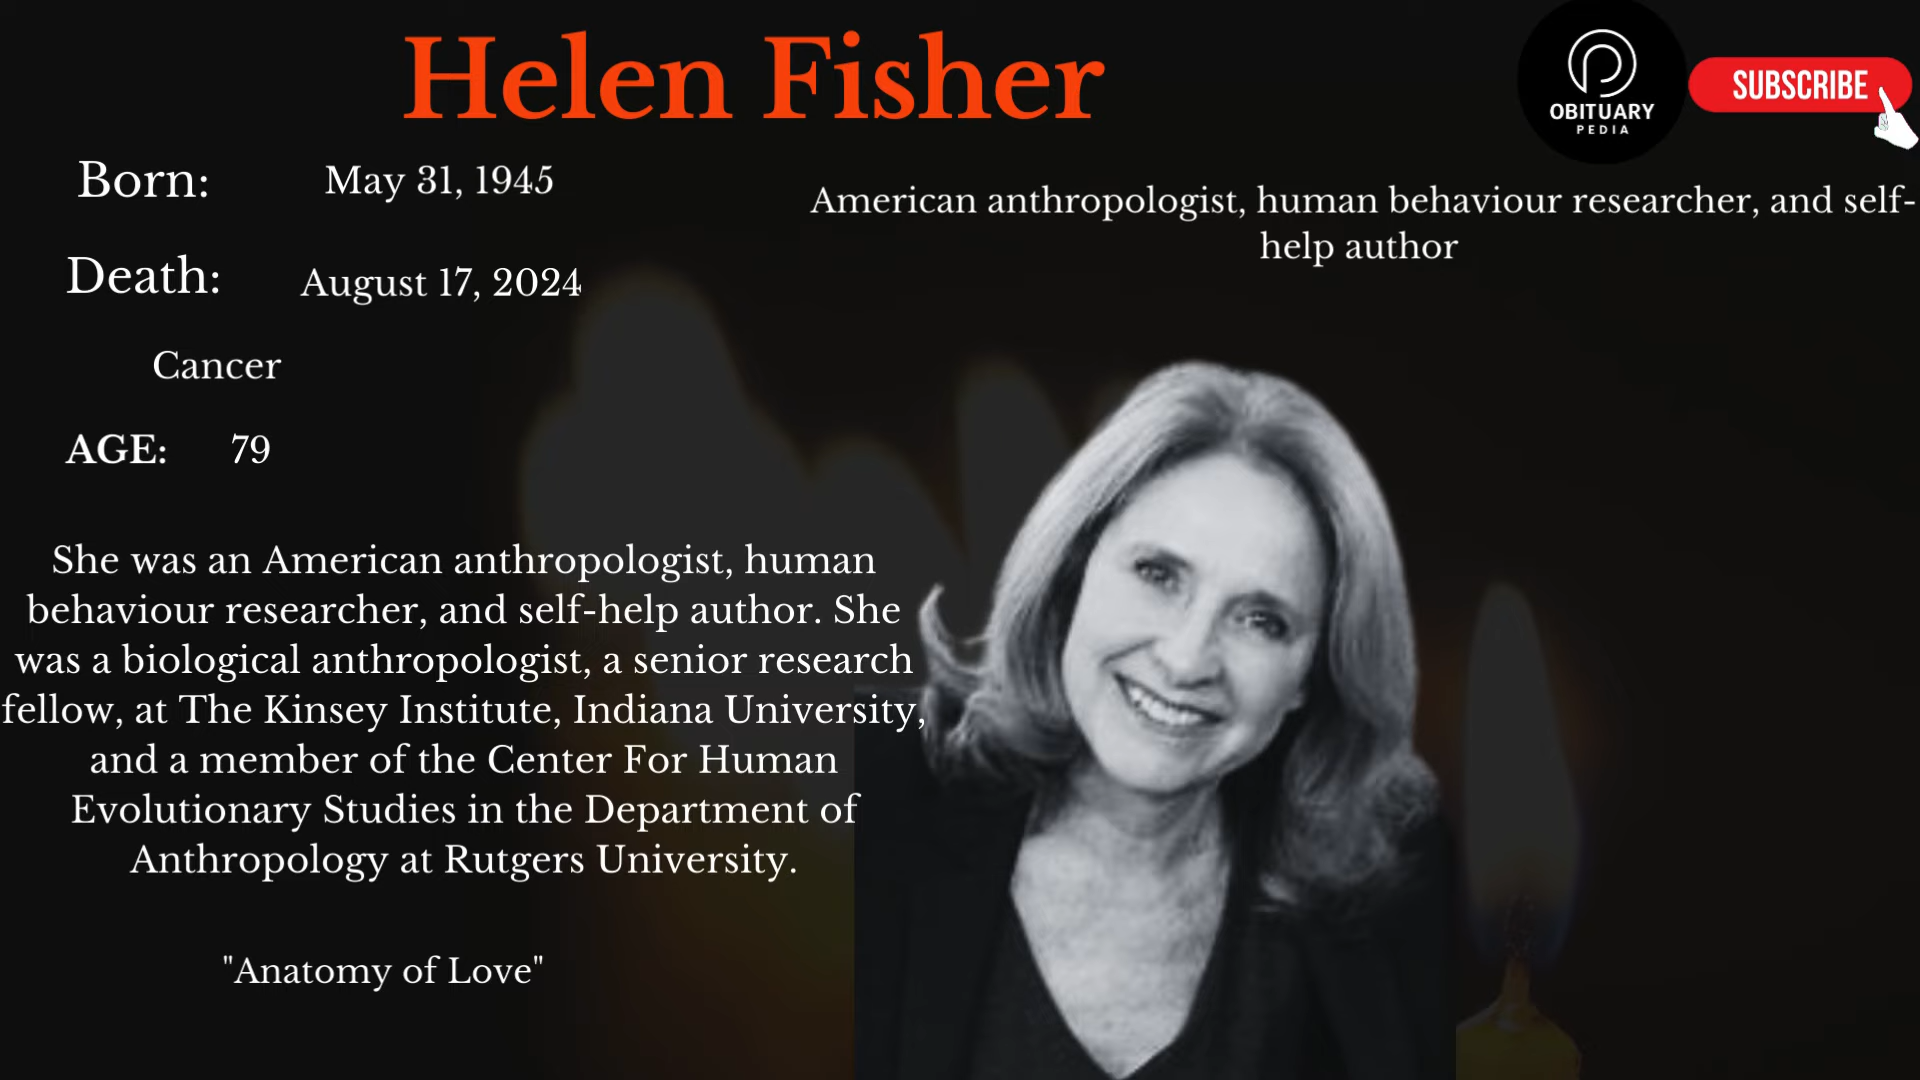 Helen Fisher
OBITUARY
PEDIA
SUBSCRIBE
Born: May 31, 1945
American anthropologist, human behaviour researcher, and self-
help author
Death: August 17, 2024
Cancer
AGE: 79
She was an American anthropologist, human
behaviour researcher, and self-help author. She
was a biological anthropologist, a senior research
fellow, at The Kinsey Institute, Indiana University,
and a member of the Center For Human
Evolutionary Studies in the Department of
Anthropology at Rutgers University.
"Anatomy of Love"